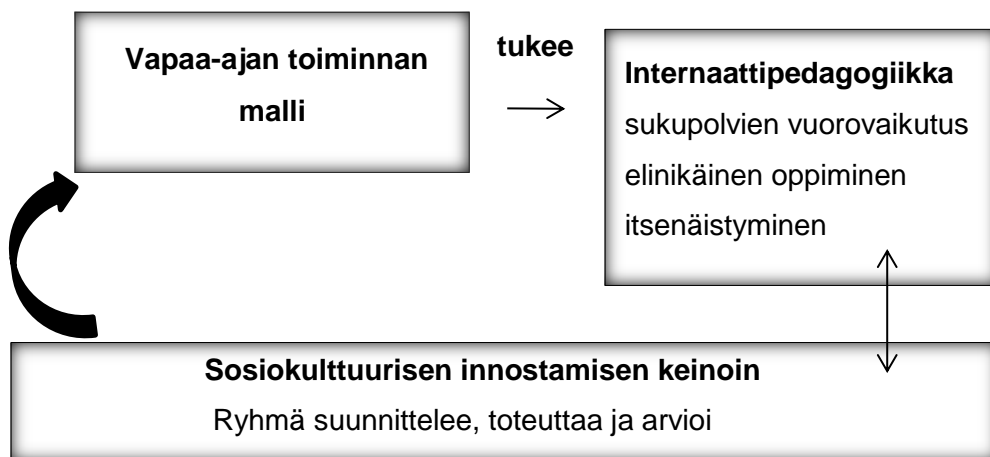 Vapaa-ajan toiminnan
malli
tukee
Internaattipedagogiikka
sukupolvien vuorovaikutus
elinikäinen oppiminen
itsenäistyminen
Sosiokulttuurisen innostamisen keinoin
Ryhmä suunnittelee, toteuttaa ja arvioi